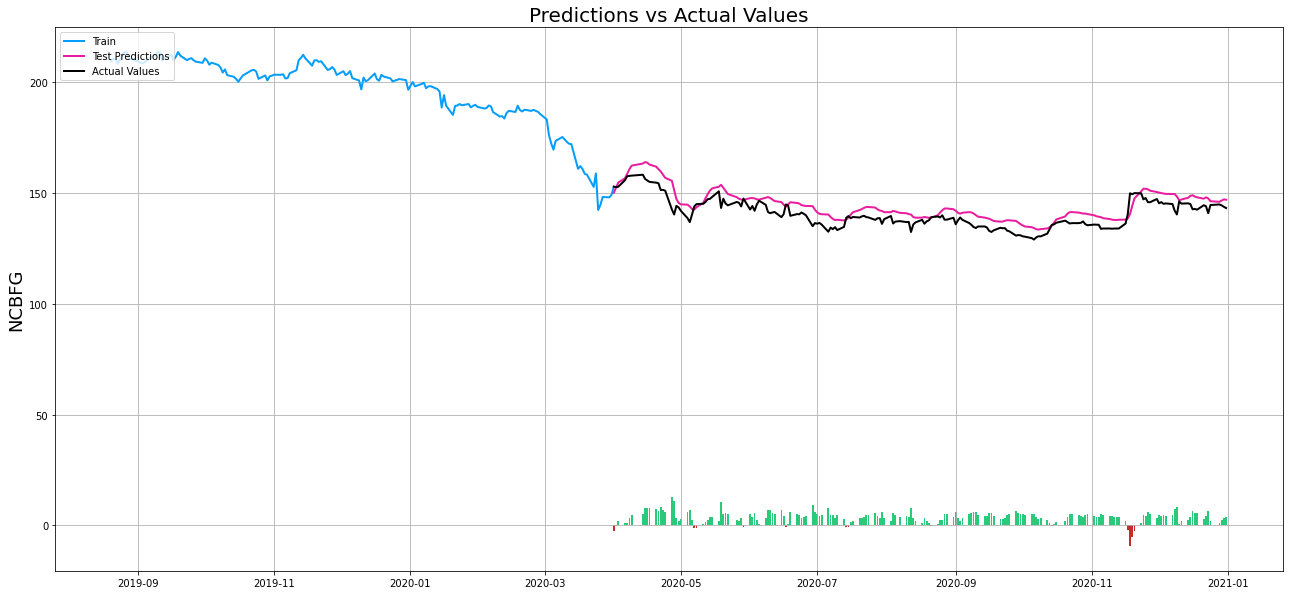 Predictions vs Actual Values
Train
Test Predictions
Actual Values
NCBFG
200
150
100
50
0
2019-09
2019-11
2020-01
2020-03
2020-05
2020-07
2020-09
2020-11
2021-01